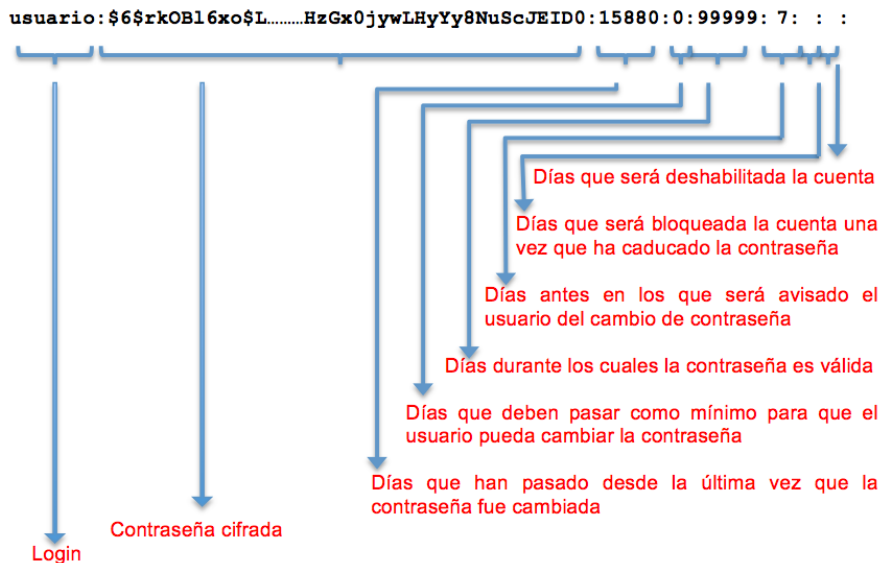 usuario:$6$rkOBl6xo$L………HzGx0jywLHyYy8NuScJEID0:15880:0:99999: 7: : :
Días que será deshabilitada la cuenta
Días que será bloqueada la cuenta una
vez que ha caducado la contraseña
Días antes en los que será avisado el
usuario del cambio de contraseña
Días durante los cuales la contraseña es válida
Días que deben pasar como mínimo para que el
usuario pueda cambiar la contraseña
Días que han pasado desde la última vez que la
contraseña fue cambiada
Contraseña cifrada
Login